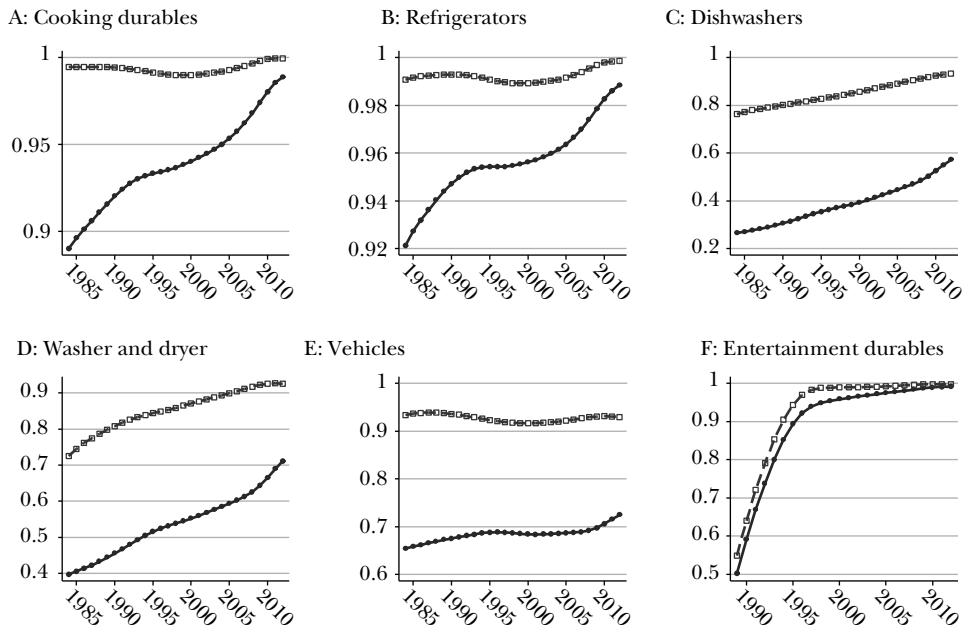 A: Cooking durables
1
0.95
0.9
1985 1990 1995 2000 2005 2010
B: Refrigerators
1
0.98
0.96
0.94
0.92
1985 1990 1995 2000 2005 2010
C: Dishwashers
1
0.8
0.6
0.4
0.2
1985 1990 1995 2000 2005 2010
D: Washer and dryer
0.9
0.8
0.7
0.6
0.5
0.4
1985 1990 1995 2000 2005 2010
E: Vehicles
1
0.9
0.8
0.7
0.6
1985 1990 1995 2000 2005 2010
F: Entertainment durables
1
0.9
0.8
0.7
0.6
0.5
1990 1995 2000 2005 2010